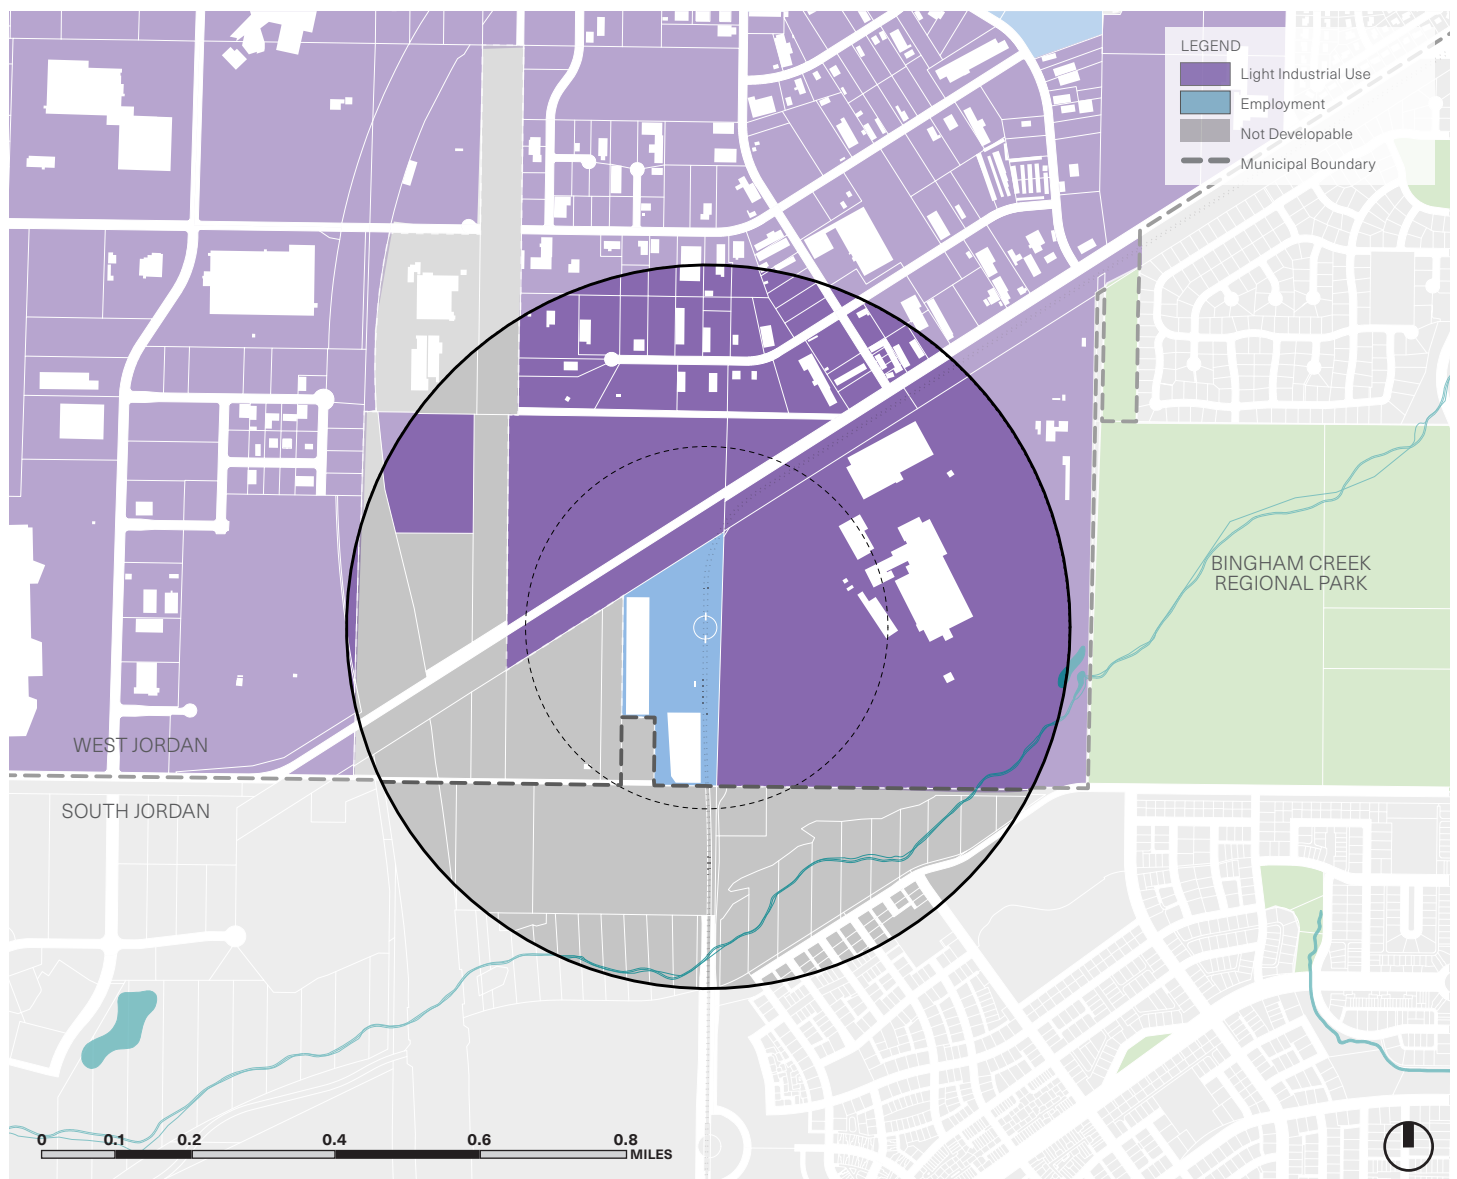 LEGEND
Light Industrial Use
Employment
Not Developable
Municipal Boundary
BINGHAM CREEK
REGIONAL PARK
WEST JORDAN
SOUTH JORDAN
0 0.1 0.2 0.4 0.6 0.8
MILES